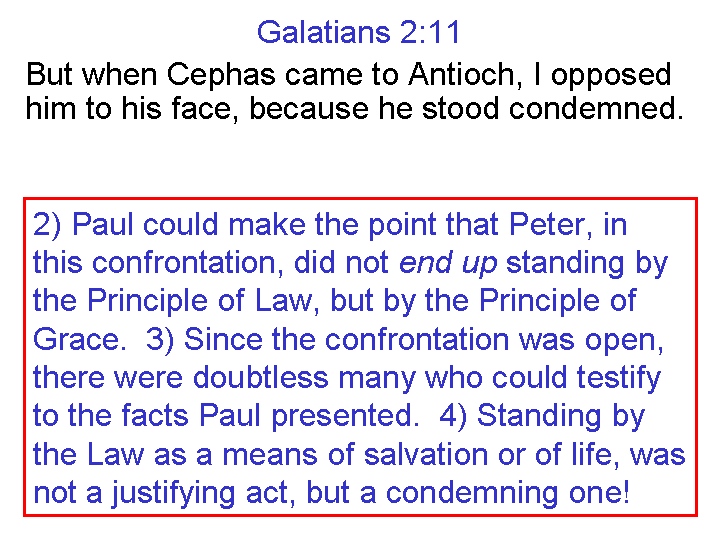 Galatians 2:11
But when Cephas came to Antioch, I opposed
him to his face, because he stood condemned.
2) Paul could make the point that Peter, in
this confrontation, did not end up standing by
the Principle of Law, but by the Principle of
Grace.  3) Since the confrontation was open,
there were doubtless many who could testify
to the facts Paul presented.  4) Standing by
the Law as a means of salvation or of life, was
not a justifying act, but a condemning one!